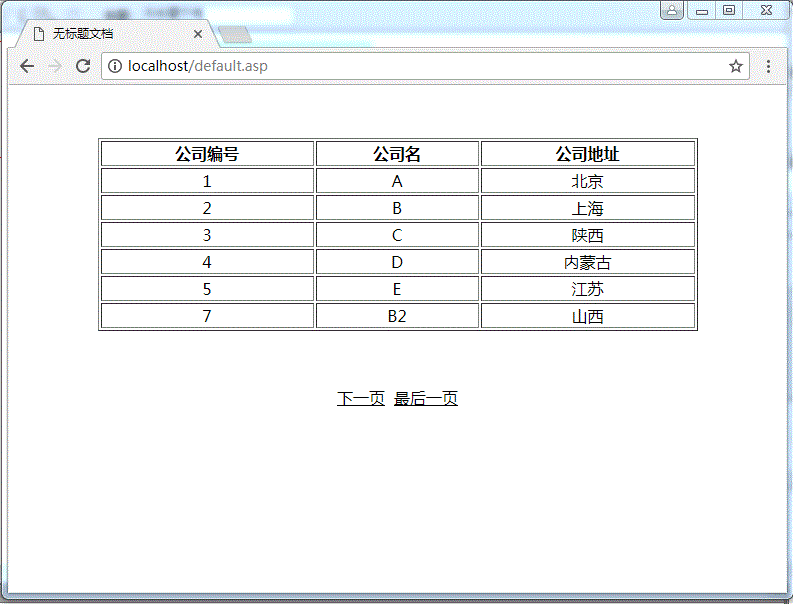 无标题文档
localhost/default.asp
公司编号 公司名 公司地址
1 A 北京
2 B 上海
3 C 陕西
4 D 内蒙古
5 E 江苏
7 B2 山西
下一页 最后一页